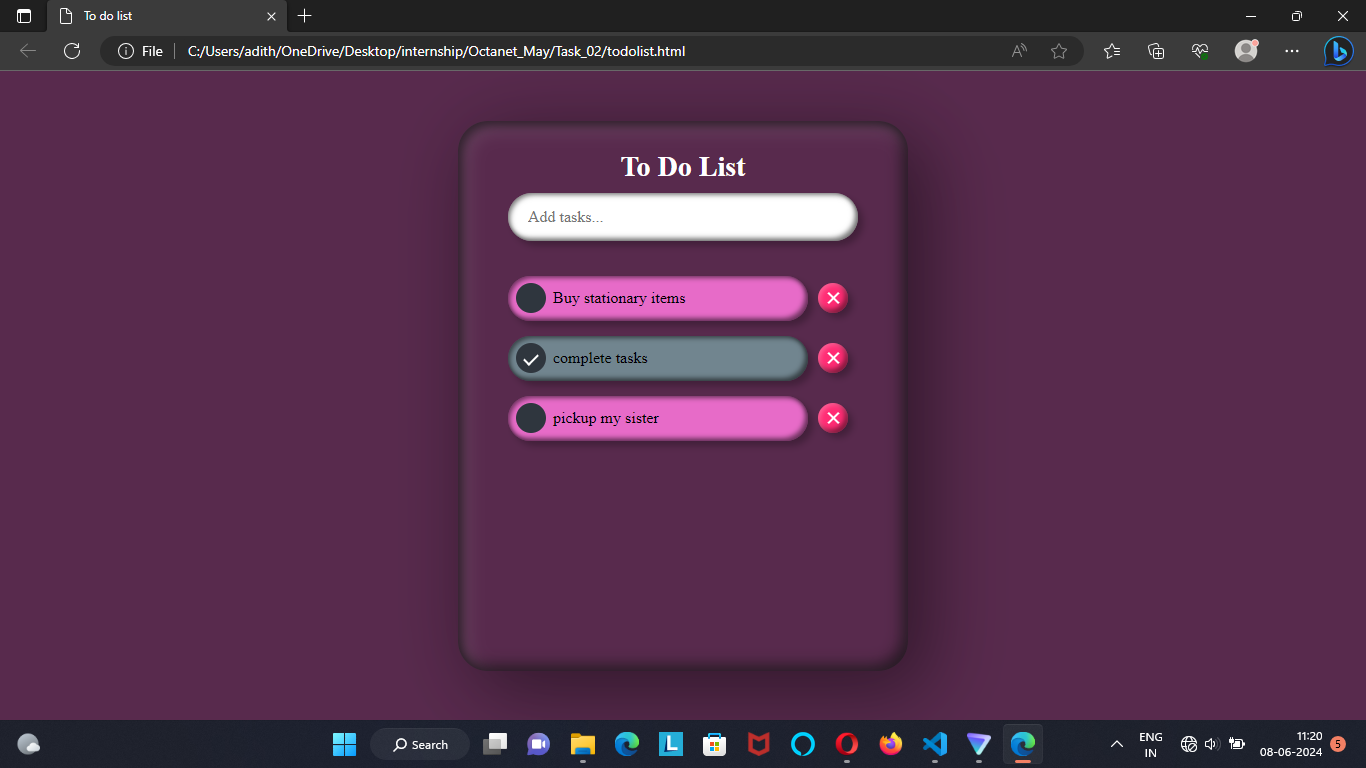 To do list
File
C:/Users/adith/OneDrive/Desktop/internship/Octanet_May/Task_02/todolist.html
To Do List
Add tasks...
Buy stationary items
complete tasks
pickup my sister
Search
L
ENG
IN
11:20
08-06-2024
5